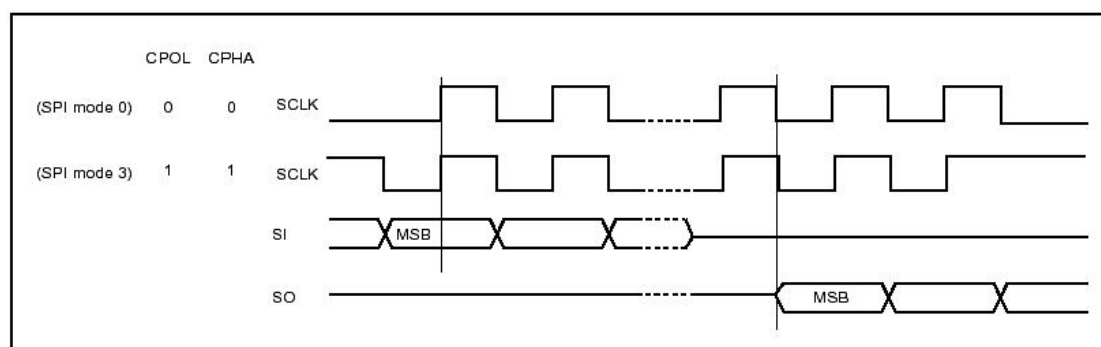 CPOL CPHA
(SPI mode 0) 0 0 SCLK
(SPI mode 3) 1 1 SCLK
SI MSB
SO MSB